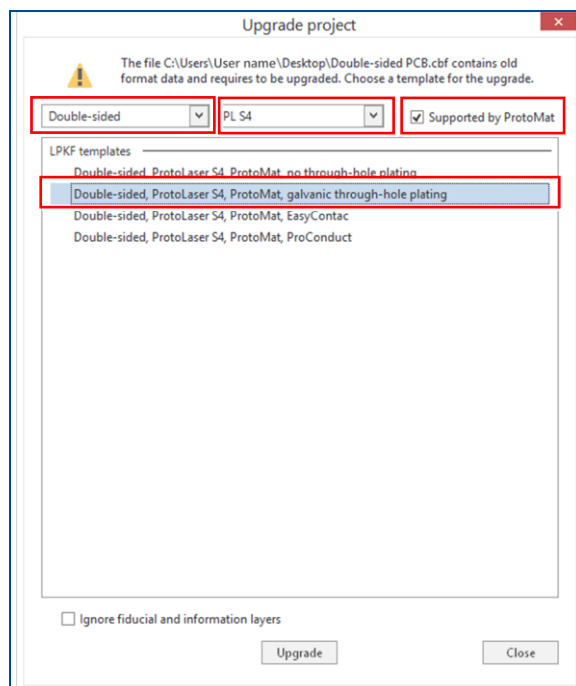 Upgrade project
The file C:\Users\User name\Desktop\Double-sided PCB.cbf contains old
format data and requires to be upgraded. Choose a template for the upgrade.
Double-sided
PL S4
Supported by ProtoMat
LPKF templates
Double-sided, ProtoLaser S4, ProtoMat, no through-hole plating
Double-sided, ProtoLaser S4, ProtoMat, galvanic through-hole plating
Double-sided, ProtoLaser S4, ProtoMat, EasyContac
Double-sided, ProtoLaser S4, ProtoMat, ProConduct
Ignore fiducial and information layers
Upgrade
Close